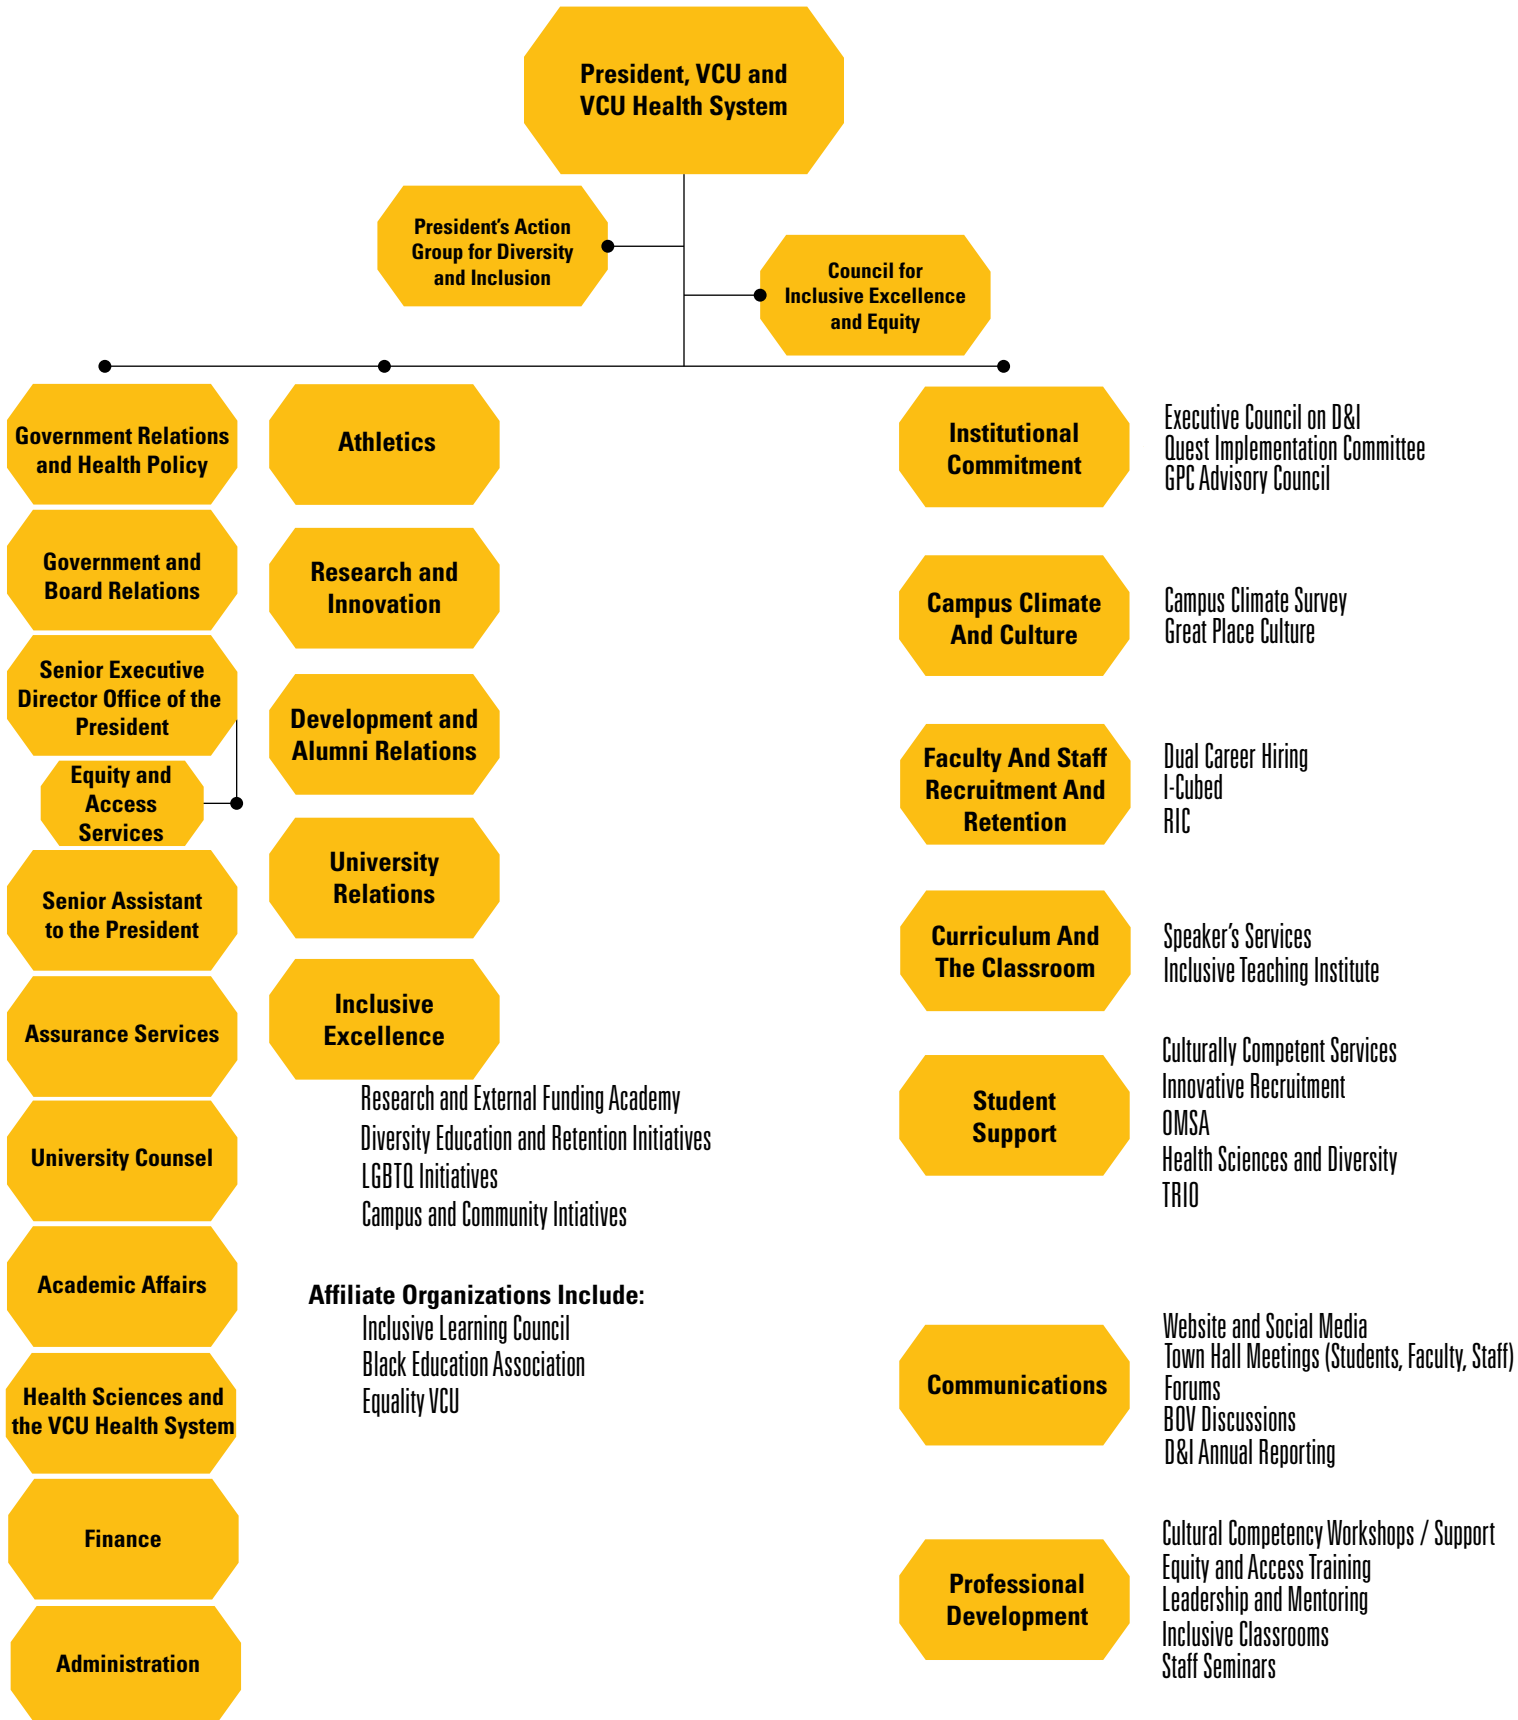 President, VCU and
VCU Health System
President’s Action
Group for Diversity
and Inclusion
Council for
Inclusive Excellence
and Equity
Government Relations
and Health Policy
Government and
Board Relations
Senior Executive
Director Office of the
President
Equity and
Access
Services
Senior Assistant
to the President
Assurance Services
University Counsel
Academic Affairs
Health Sciences and
the VCU Health System
Finance
Administration
Athletics
Research and
Innovation
Development and
Alumni Relations
University
Relations
Inclusive
Excellence
Research and External Funding Academy
Diversity Education and Retention Initiatives
LGBTQ Initiatives
Campus and Community Intiatives
Affiliate Organizations Include:
Inclusive Learning Council
Black Education Association
Equality VCU
Institutional
Commitment
Executive Council on D&I
Quest Implementation Committee
GPC Advisory Council
Campus Climate
And Culture
Campus Climate Survey
Great Place Culture
Faculty And Staff
Recruitment And
Retention
Dual Career Hiring
I-Cubed
RIC
Curriculum And
The Classroom
Speaker’s Services
Inclusive Teaching Institute
Student
Support
Culturally Competent Services
Innovative Recruitment
OMSA
Health Sciences and Diversity
TRIO
Communications
Website and Social Media
Town Hall Meetings (Students, Faculty, Staff)
Forums
BOV Discussions
D&I Annual Reporting
Professional
Development
Cultural Competency Workshops / Support
Equity and Access Training
Leadership and Mentoring
Inclusive Classrooms
Staff Seminars